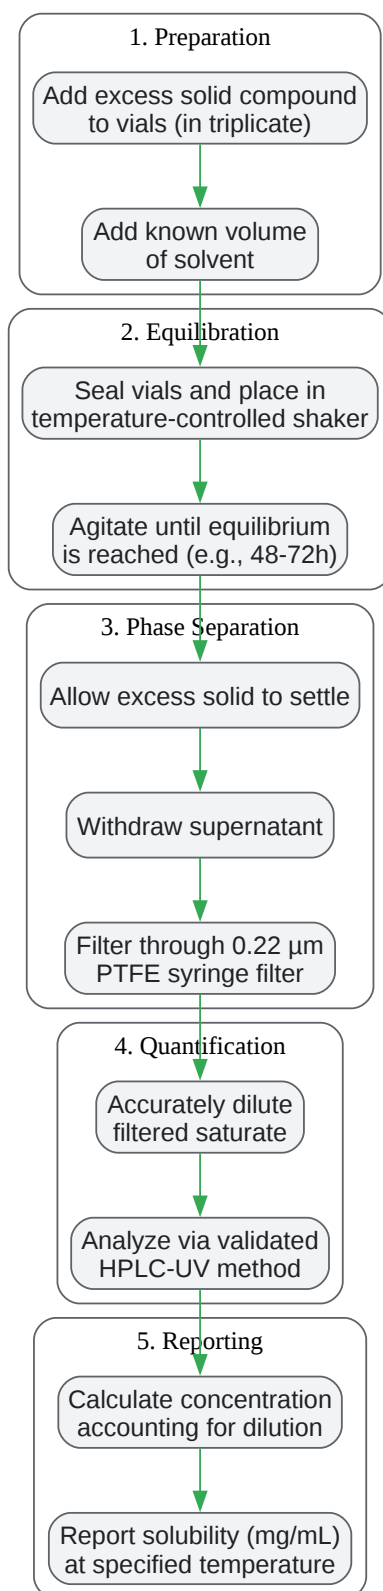 1. Preparation
Add excess solid compound
to vials (in triplicate)
Add known volume
of solvent
2. Equilibration
Seal vials and place in
temperature-controlled shaker
Agitate until equilibrium
is reached (e.g., 48-72h)
3. Phase Separation
Allow excess solid to settle
Withdraw supernatant
Filter through 0.22 µm
PTFE syringe filter
4. Quantification
Accurately dilute
filtered saturate
Analyze via validated
HPLC-UV method
5. Reporting
Calculate concentration
accounting for dilution
Report solubility (mg/mL)
at specified temperature